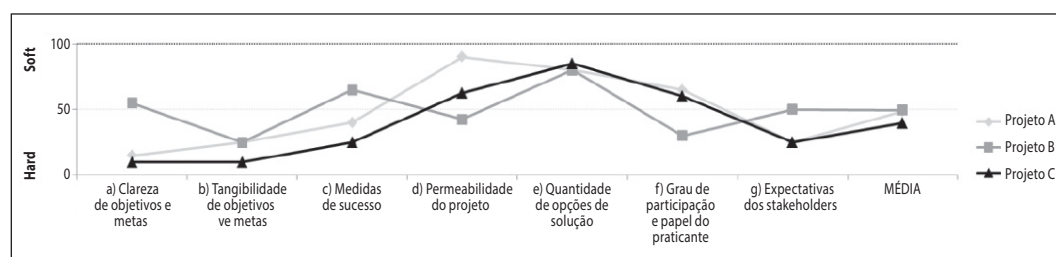 Soft
Hard
100
50
0
a) Clareza
de objetivos e
metas
b) Tangibilidade
de objetivos
ve metas
c) Medidas
de sucesso
d) Permeabilidade
do projeto
e) Quantidade
de opções de
solução
f) Grau de
participação
e papel do
praticante
g) Expectativas
dos stakeholders
MÉDIA
Projeto A
Projeto B
Projeto C